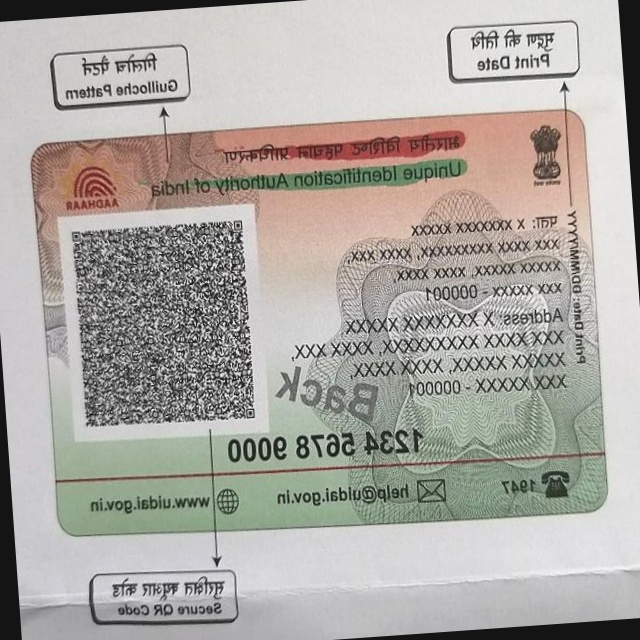 मुद्रण की तिथि
Print Date
गिलोच पैटर्न
Guilloche Pattern
भारतीय विशिष्ट पहचान प्राधिकरण
Unique Identification Authority of India
AADHAAR
Print Date: DD/MM/YYYY
पता: X XXXXXXX XXXXX
XXX XXXX XXXXXXXXX, XXXX XXX,
XXXXX XXXXX, XXXX XXXX
XXX XXXXX - 000001
Address: X XXXXXXX XXXXX
XXX XXXX XXXXXXXXX, XXXX XXX,
XXXXX XXXXX, XXXX XXXX,
XXX XXXXX - 000001
Back
1234 5678 9000
1947
help@uidai.gov.in
www.uidai.gov.in
सुरक्षित क्यूआर कोड
Secure QR Code